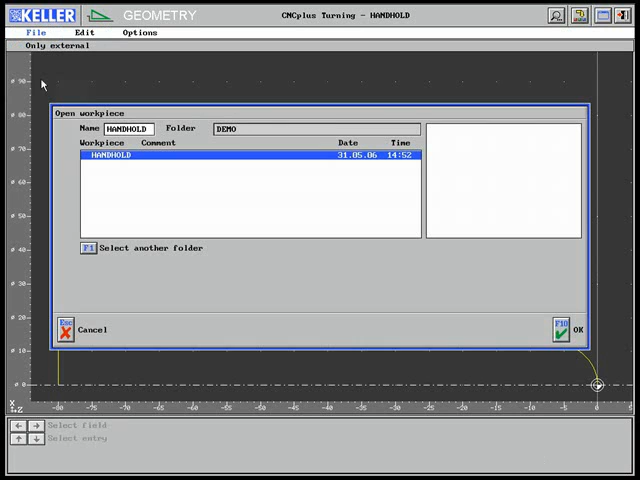 KELLER GEOMETRY CNCplus Turning - HANDHOLD
File Edit Options
Only external
ø 90
Open workpiece
Name HANDHOLD Folder DEMO
Workpiece Comment Date Time
HANDHOLD 31.05.06 14:52
ø 80
ø 70
ø 60
ø 50
ø 40
F1 Select another folder
ø 30
ø 20
Esc Cancel F10 OK
ø 10
ø 0
X
Z
-80 -75 -70 -65 -60 -55 -50 -45 -40 -35 -30 -25 -20 -15 -10 -5 0 5
Select field
Select entry